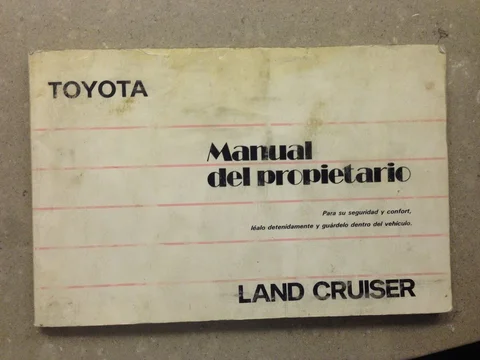 TOYOTA
Manual
del propietario
Para su seguridad y confort,
léalo detenidamente y guárdelo dentro del vehículo.
LAND CRUISER